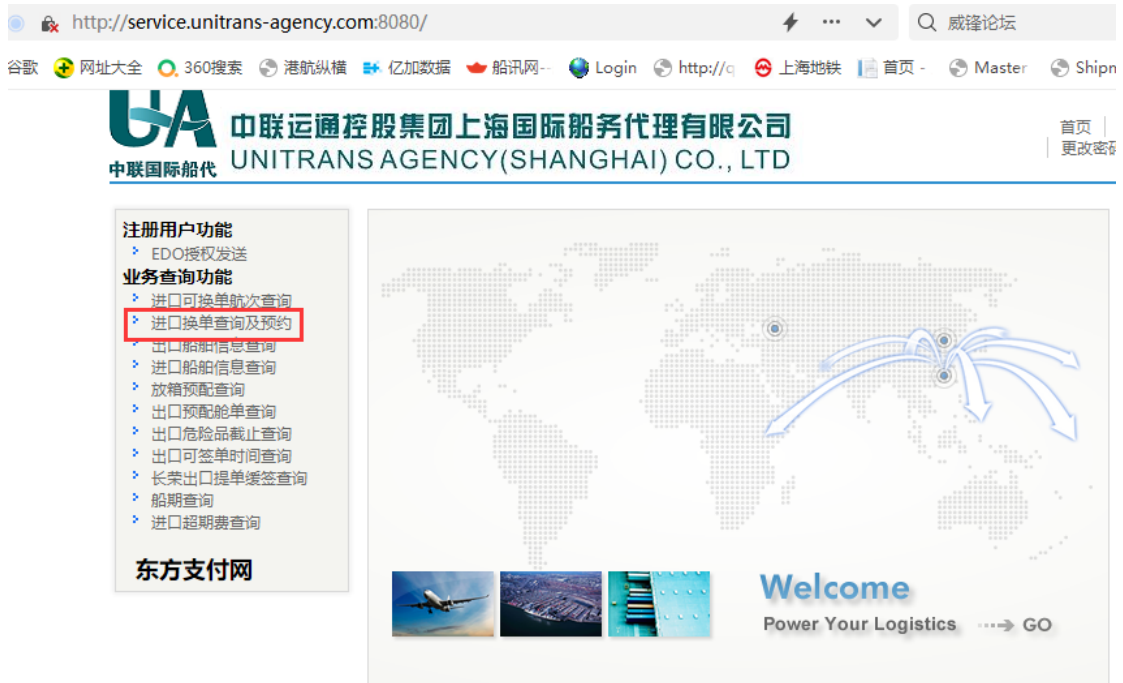 http://service.unitrans-agency.com:8080/
威锋论坛
谷歌 网址大全 360搜索 港航纵横 亿加数据 船讯网-- Login http://q 上海地铁 首页 - Master Shipm
UA
中联国际船代
中联运通控股集团上海国际船务代理有限公司
UNITRANS AGENCY(SHANGHAI) CO., LTD
首页
更改密码
注册用户功能
EDO授权发送
业务查询功能
进口可换单航次查询
进口换单查询及预约
出口船舶信息查询
进口船舶信息查询
放箱预配查询
出口预配舱单查询
出口危险品截止查询
出口可签单时间查询
长荣出口提单缓签查询
船期查询
进口超期费查询
东方支付网
Welcome
Power Your Logistics GO